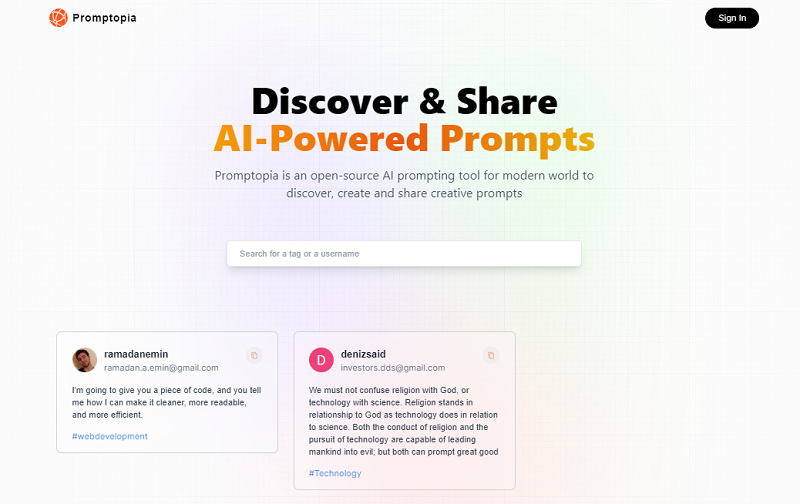 Promptopia
Sign In
Discover & Share
AI-Powered Prompts
Promptopia is an open-source AI prompting tool for modern world to
discover, create and share creative prompts
Search for a tag or a username
ramadanemin
ramadan.a.emin@gmail.com
I'm going to give you a piece of code, and you tell
me how I can make it cleaner, more readable,
and more efficient.
#webdevelopment
D
denizsaid
investors.dds@gmail.com
We must not confuse religion with God, or
technology with science. Religion stands in
relationship to God as technology does in relation
to science. Both the conduct of religion and the
pursuit of technology are capable of leading
mankind into evil; but both can prompt great good
#Technology